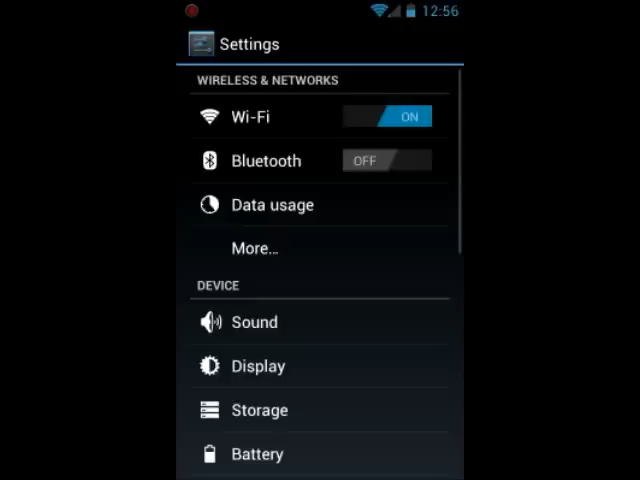 12:56
Settings
WIRELESS & NETWORKS
Wi-Fi ON
Bluetooth OFF
Data usage
More...
DEVICE
Sound
Display
Storage
Battery